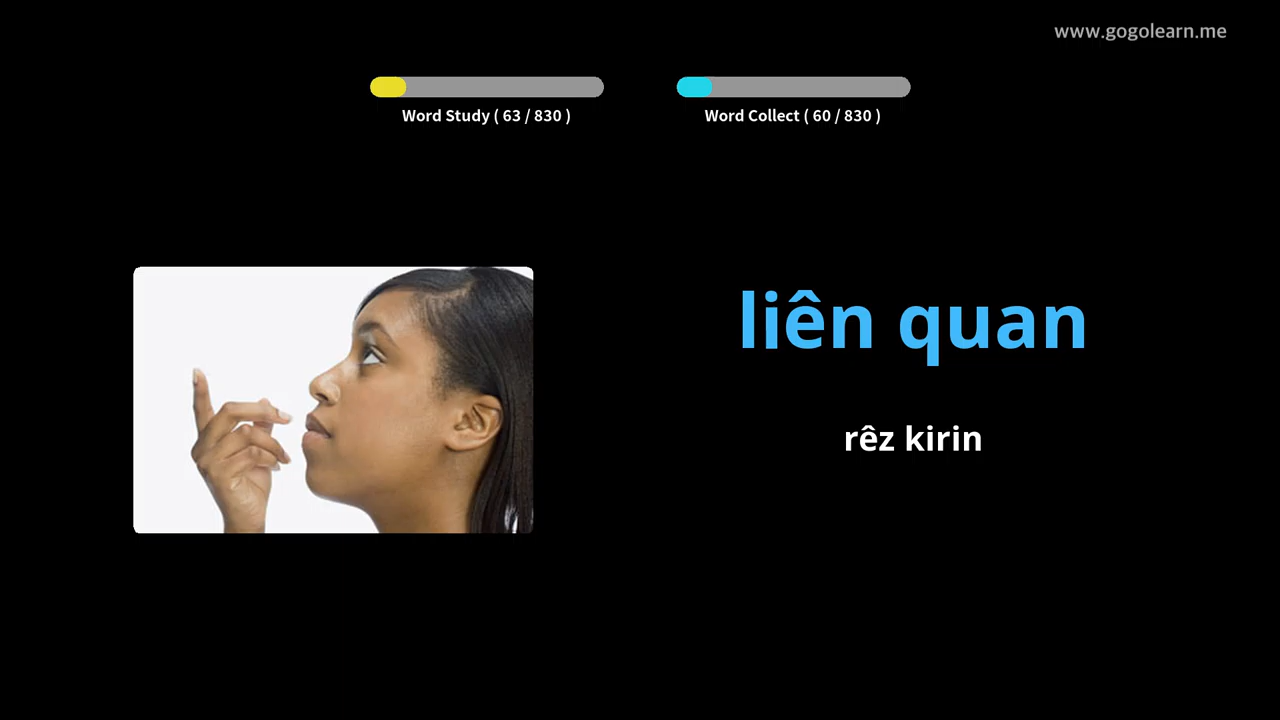 www.gogolearn.me
Word Study ( 63 / 830 )
Word Collect ( 60 / 830 )
liên quan
rêz kirin